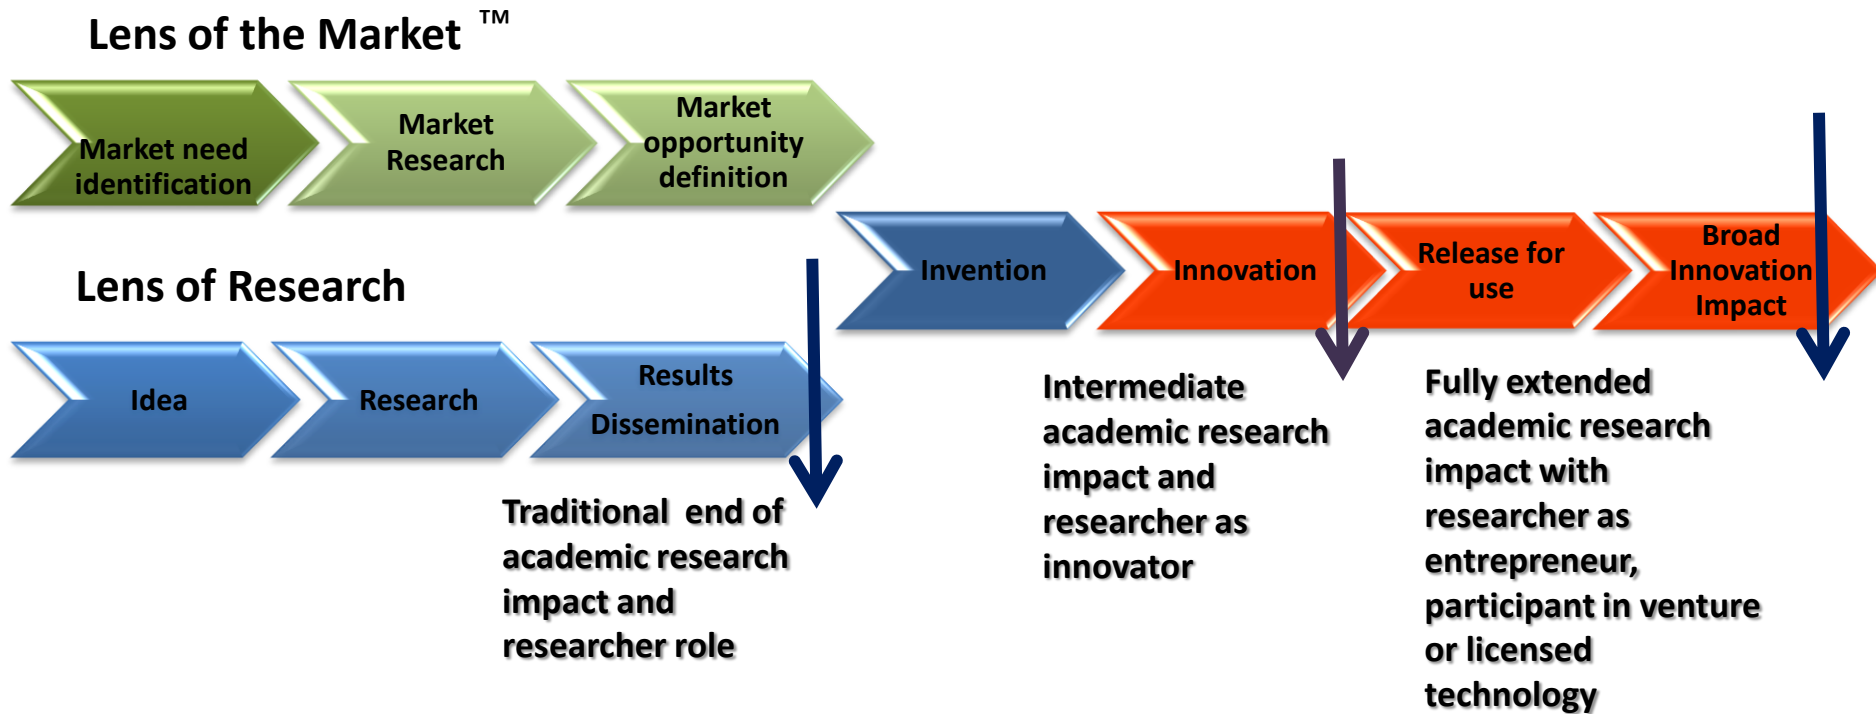 Lens of the Market ™
Market need
identification
Market
Research
Market
opportunity
definition
Invention
Innovation
Release for
use
Broad
Innovation
Impact
Lens of Research
Idea
Research
Results
Dissemination
Traditional end of
academic research
impact and
researcher role
Intermediate
academic research
impact and
researcher as
innovator
Fully extended
academic research
impact with
researcher as
entrepreneur,
participant in venture
or licensed
technology